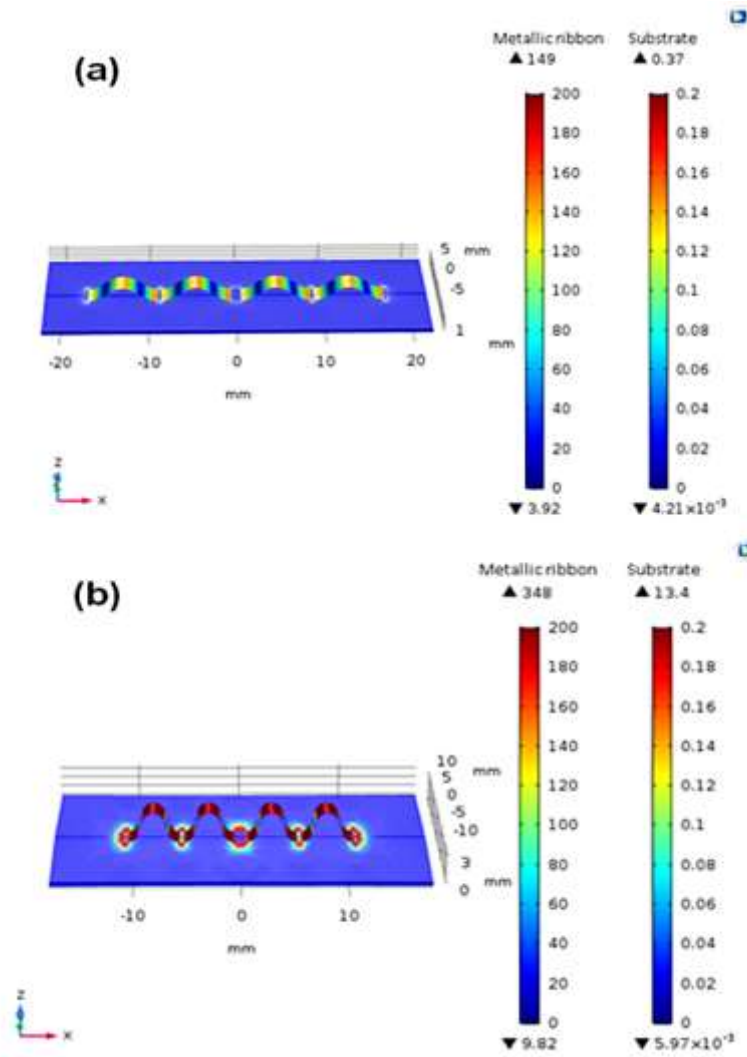 Metallic ribbon Substrate
▲ 149 ▲ 0.37
(a)
200 0.2
180 0.18
160 0.16
140 0.14
120 0.12
100 0.1
80 0.08
60 0.06
40 0.04
20 0.02
0 0
▼ 3.92 ▼ 4.21×10⁻³
5 mm
0
-5
1 mm
-20 -10 0 10 20
mm
z
x
Metallic ribbon Substrate
▲ 348 ▲ 13.4
(b)
200 0.2
180 0.18
160 0.16
140 0.14
120 0.12
100 0.1
80 0.08
60 0.06
40 0.04
20 0.02
0 0
▼ 9.82 ▼ 5.97×10⁻³
10 mm
5
0
-5
-10
3
0 mm
-10 0 10
mm
z
x